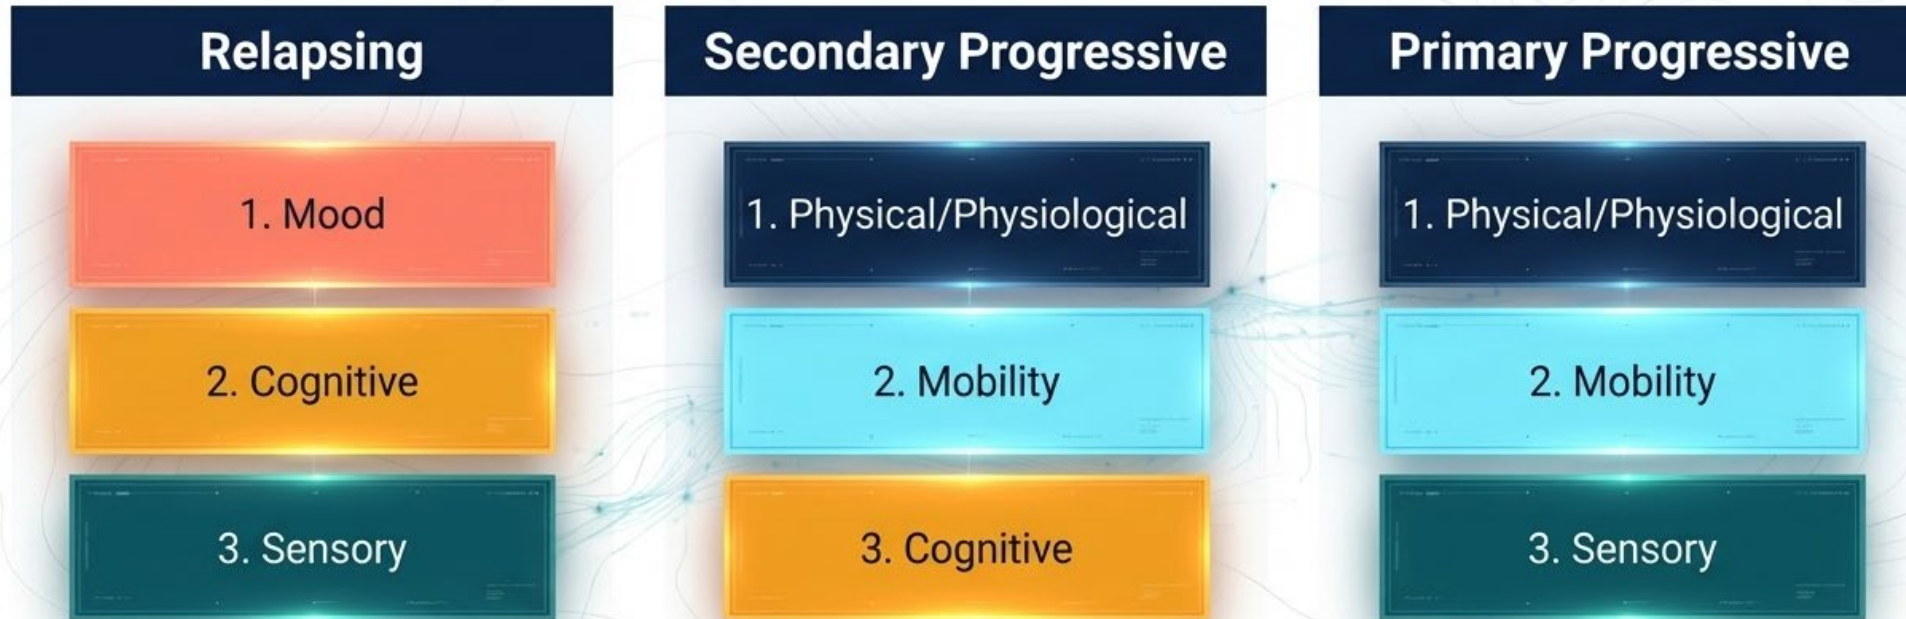 Relapsing
1. Mood
2. Cognitive
3. Sensory
Secondary Progressive
1. Physical/Physiological
2. Mobility
3. Cognitive
Primary Progressive
1. Physical/Physiological
2. Mobility
3. Sensory